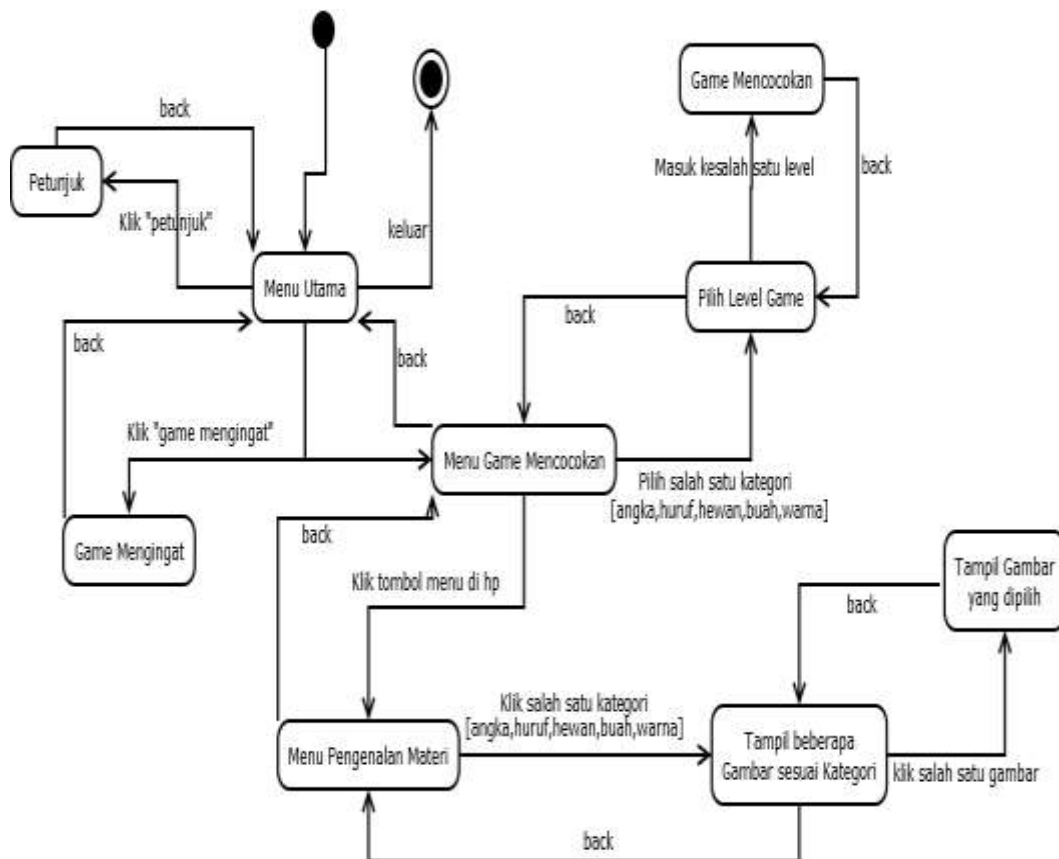 Game Mencocokan
back
Petunjuk
Masuk kesalah satu level
back
Klik "petunjuk"
keluar
Menu Utama
Pilih Level Game
back
back
back
Klik "game mengingat"
Menu Game Mencocokan
Pilih salah satu kategori
[angka,huruf,hewan,buah,warna]
back
Game Mengingat
Klik tombol menu di hp
Tampil Gambar
yang dipilih
back
Klik salah satu kategori
[angka,huruf,hewan,buah,warna]
Menu Pengenalan Materi
Tampil beberapa
Gambar sesuai Kategori
klik salah satu gambar
back